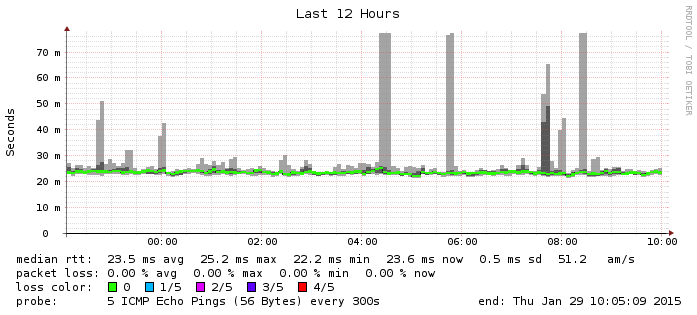 Last 12 Hours
RRDTOOL / TOBI OETIKER
Seconds
70 m
60 m
50 m
40 m
30 m
20 m
10 m
0
00:00 02:00 04:00 06:00 08:00 10:00
median rtt: 23.5 ms avg 25.2 ms max 22.2 ms min 23.6 ms now 0.5 ms sd 51.2 am/s
packet loss: 0.00 % avg 0.00 % max 0.00 % min 0.00 % now
loss color: 0 1/5 2/5 3/5 4/5
probe: 5 ICMP Echo Pings (56 Bytes) every 300s end: Thu Jan 29 10:05:09 2015